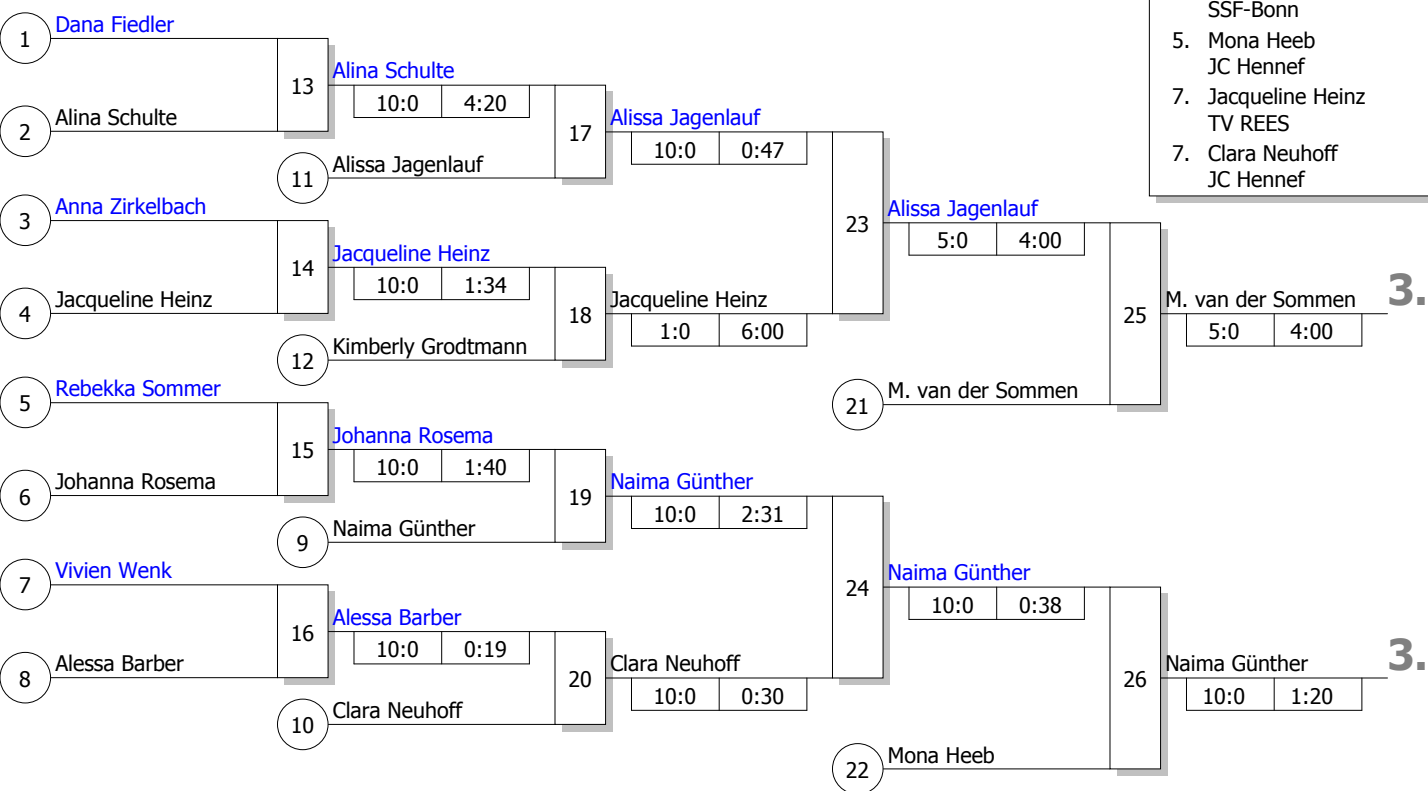 SSF-Bonn
5. Mona Heeb
JC Hennef
7. Jacqueline Heinz
TV REES
7. Clara Neuhoff
JC Hennef
1 Dana Fiedler
13
Alina Schulte
10:0 4:20
2 Alina Schulte
17
Alissa Jagenlauf
10:0 0:47
11 Alissa Jagenlauf
3 Anna Zirkelbach
23
Alissa Jagenlauf
5:0 4:00
14
Jacqueline Heinz
10:0 1:34
4 Jacqueline Heinz
18
Jacqueline Heinz
1:0 6:00
12 Kimberly Grodtmann
25
M. van der Sommen 3.
5:0 4:00
5 Rebekka Sommer
21 M. van der Sommen
15
Johanna Rosema
10:0 1:40
6 Johanna Rosema
19
Naima Günther
10:0 2:31
9 Naima Günther
7 Vivien Wenk
24
Naima Günther
10:0 0:38
16
Alessa Barber
10:0 0:19
8 Alessa Barber
20
Clara Neuhoff
10:0 0:30
10 Clara Neuhoff
26
Naima Günther 3.
10:0 1:20
22 Mona Heeb